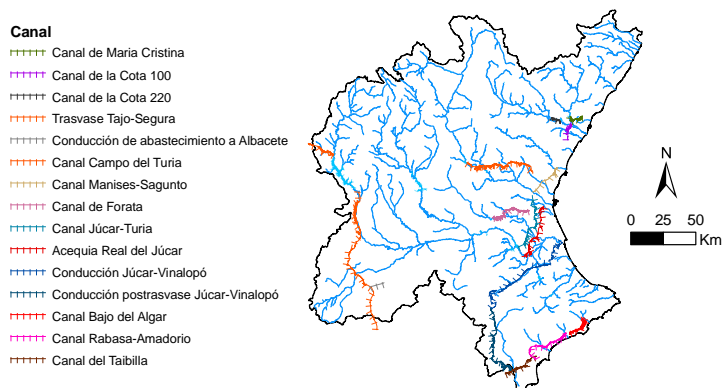 Canal
Canal de Maria Cristina
Canal de la Cota 100
Canal de la Cota 220
Trasvase Tajo-Segura
Conducción de abastecimiento a Albacete
Canal Campo del Turia
Canal Manises-Sagunto
Canal de Forata
Canal Júcar-Turia
Acequia Real del Júcar
Conducción Júcar-Vinalopó
Conducción postrasvase Júcar-Vinalopó
Canal Bajo del Algar
Canal Rabasa-Amadorio
Canal del Taibilla
N
0 25 50
Km